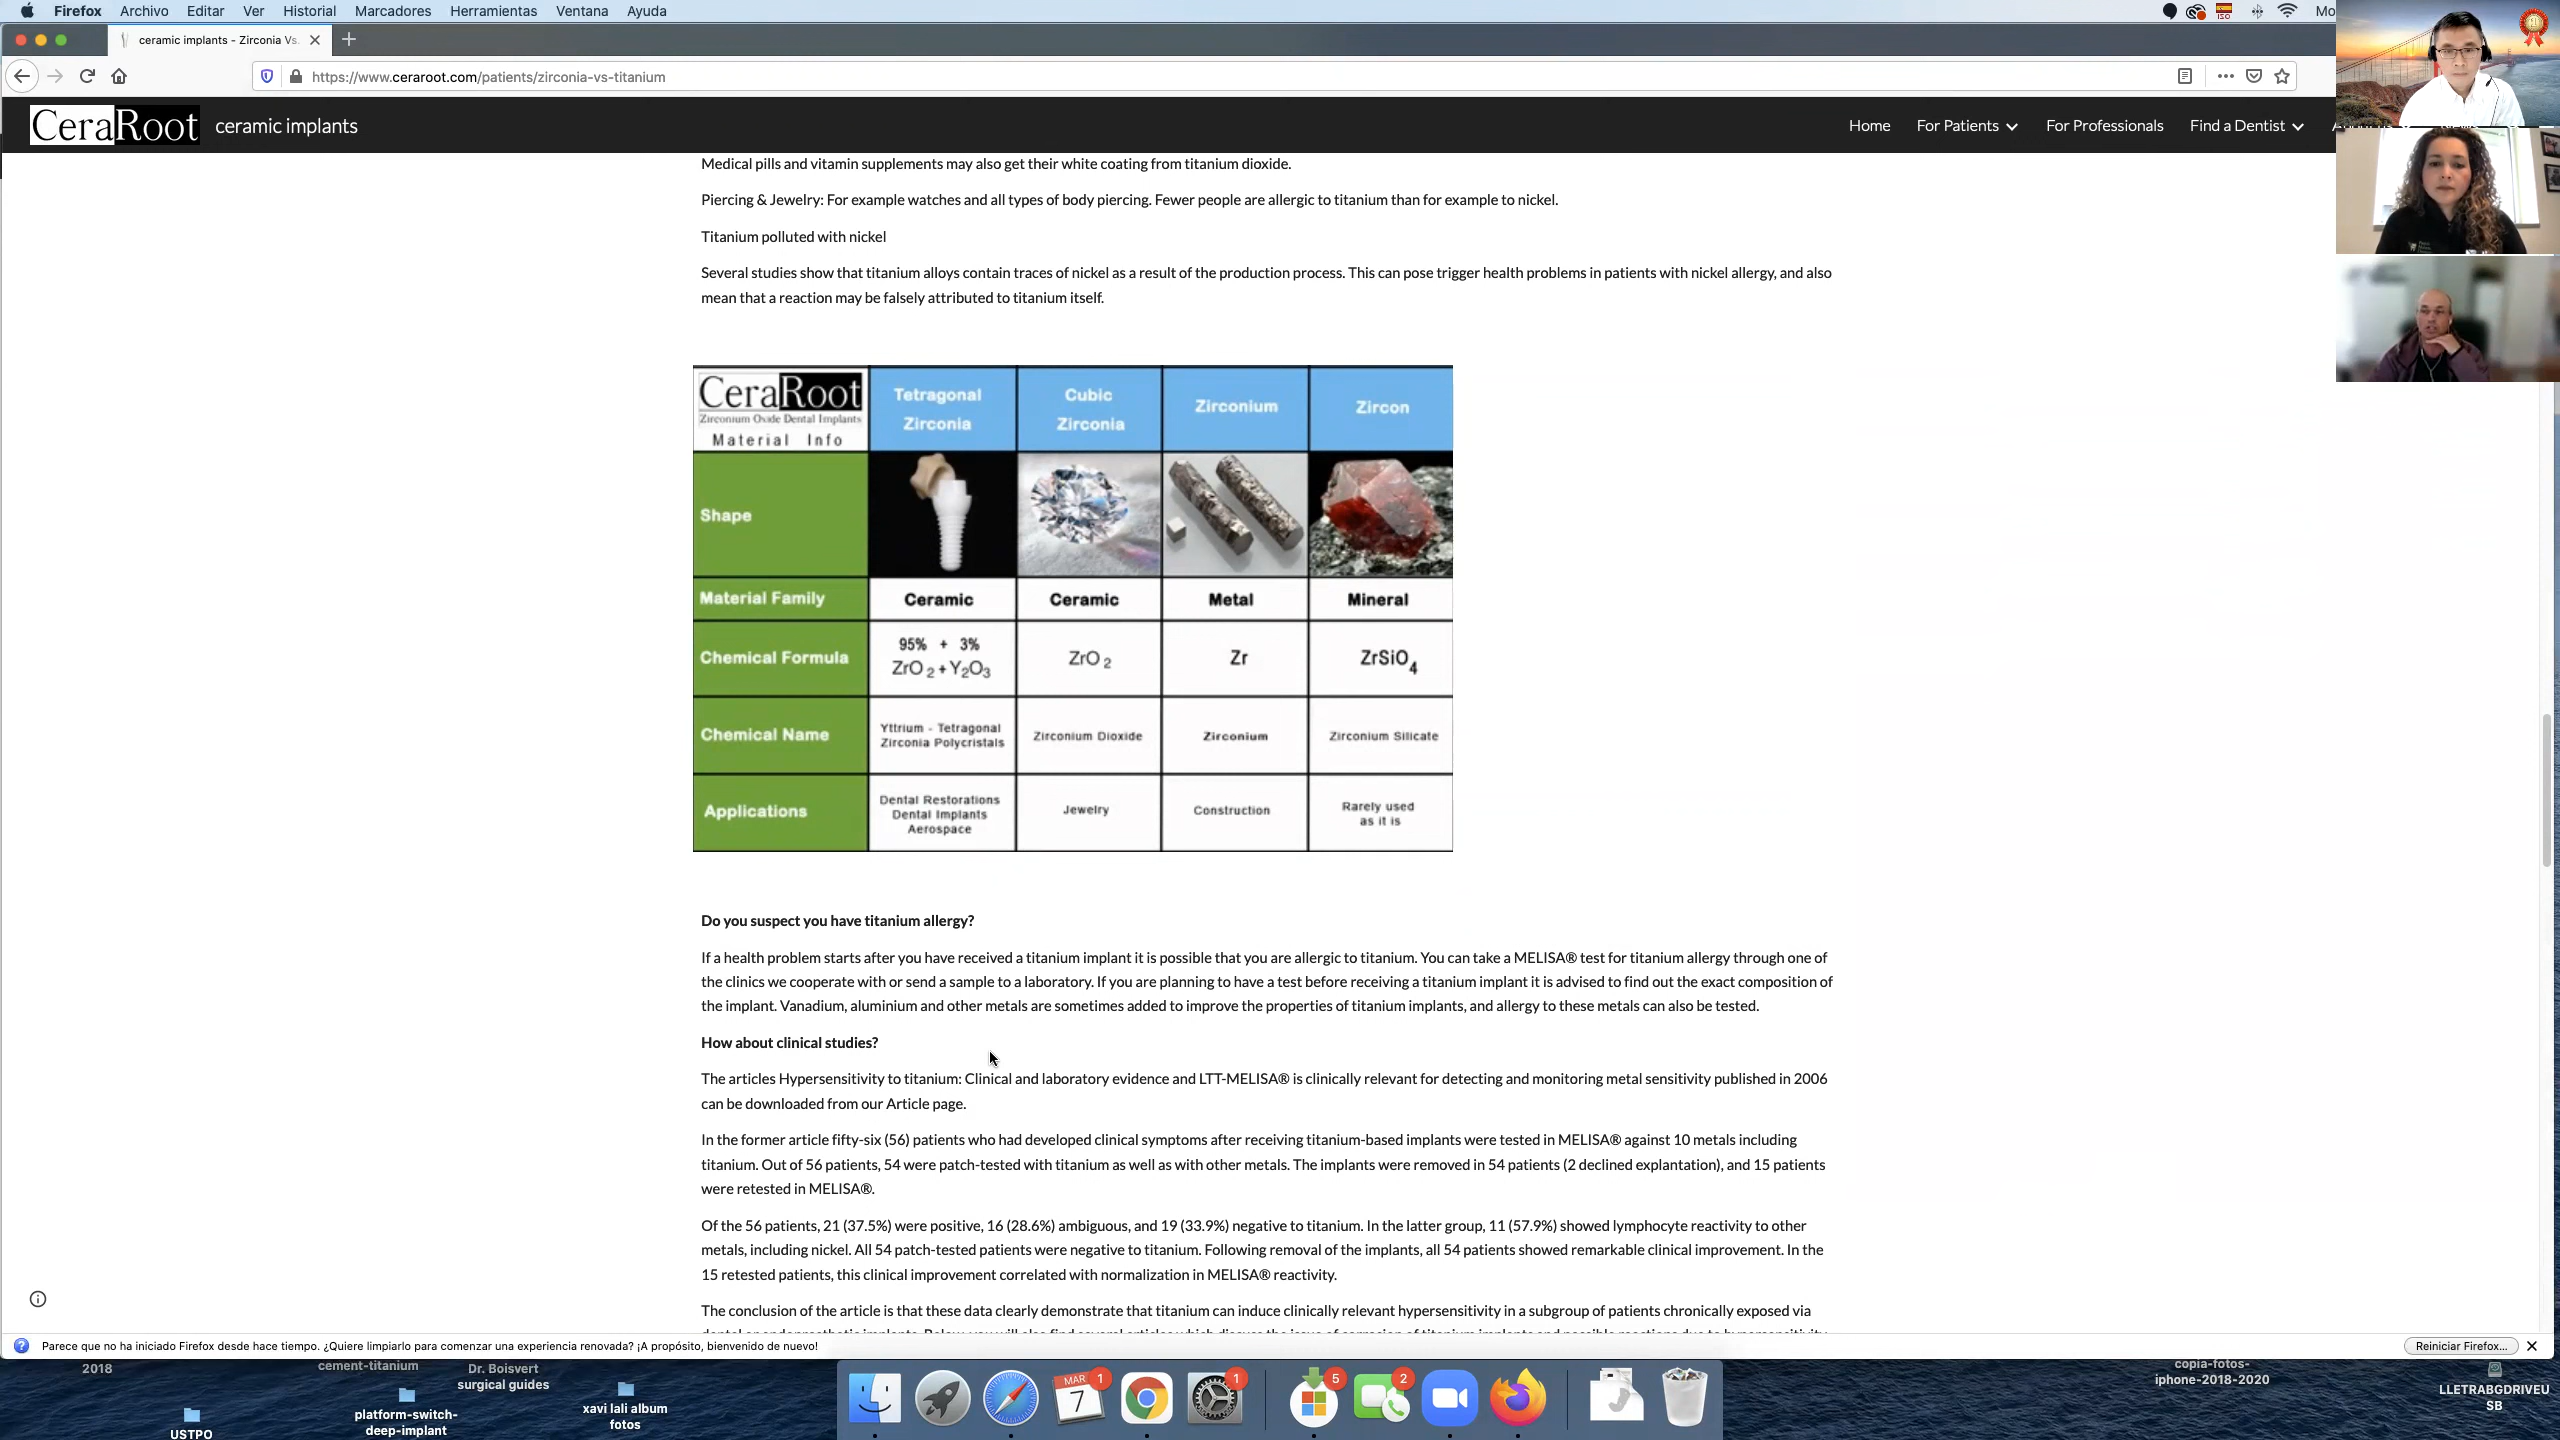 Firefox Archivo Editar Ver Historial Marcadores Herramientas Ventana Ayuda
ISO
Mo
ceramic implants - Zirconia Vs.
https://www.ceraroot.com/patients/zirconia-vs-titanium
CeraRoot ceramic implants
Home For Patients For Professionals Find a Dentist
Medical pills and vitamin supplements may also get their white coating from titanium dioxide.
Piercing & Jewelry: For example watches and all types of body piercing. Fewer people are allergic to titanium than for example to nickel.
Titanium polluted with nickel
Several studies show that titanium alloys contain traces of nickel as a result of the production process. This can pose trigger health problems in patients with nickel allergy, and also
mean that a reaction may be falsely attributed to titanium itself.
CeraRoot
Zirconium Oxide Dental Implants
Material Info
Tetragonal
Zirconia
Cubic
Zirconia
Zirconium
Zircon
Shape
Material Family Ceramic Ceramic Metal Mineral
Chemical Formula
95% + 3%
ZrO2 + Y2O3
ZrO2
Zr
ZrSiO4
Chemical Name
Yttrium - Tetragonal
Zirconia Polycristals
Zirconium Dioxide
Zirconium
Zirconium Silicate
Applications
Dental Restorations
Dental Implants
Aerospace
Jewelry
Construction
Rarely used
as it is
Do you suspect you have titanium allergy?
If a health problem starts after you have received a titanium implant it is possible that you are allergic to titanium. You can take a MELISA® test for titanium allergy through one of
the clinics we cooperate with or send a sample to a laboratory. If you are planning to have a test before receiving a titanium implant it is advised to find out the exact composition of
the implant. Vanadium, aluminium and other metals are sometimes added to improve the properties of titanium implants, and allergy to these metals can also be tested.
How about clinical studies?
The articles Hypersensitivity to titanium: Clinical and laboratory evidence and LTT-MELISA® is clinically relevant for detecting and monitoring metal sensitivity published in 2006
can be downloaded from our Article page.
In the former article fifty-six (56) patients who had developed clinical symptoms after receiving titanium-based implants were tested in MELISA® against 10 metals including
titanium. Out of 56 patients, 54 were patch-tested with titanium as well as with other metals. The implants were removed in 54 patients (2 declined explantation), and 15 patients
were retested in MELISA®.
Of the 56 patients, 21 (37.5%) were positive, 16 (28.6%) ambiguous, and 19 (33.9%) negative to titanium. In the latter group, 11 (57.9%) showed lymphocyte reactivity to other
metals, including nickel. All 54 patch-tested patients were negative to titanium. Following removal of the implants, all 54 patients showed remarkable clinical improvement. In the
15 retested patients, this clinical improvement correlated with normalization in MELISA® reactivity.
The conclusion of the article is that these data clearly demonstrate that titanium can induce clinically relevant hypersensitivity in a subgroup of patients chronically exposed via
Parece que no ha iniciado Firefox desde hace tiempo. ¿Quiere limpiarlo para comenzar una experiencia renovada? ¡A propósito, bienvenido de nuevo!
Reiniciar Firefox...
2018
cement-titanium
Dr. Boisvert
surgical guides
platform-switch-
deep-implant
xavi lali album
fotos
USTPO
MAR
7
1
1
5
2
copia-fotos-
iphone-2018-2020
LLETRABGDRIVEU
SB